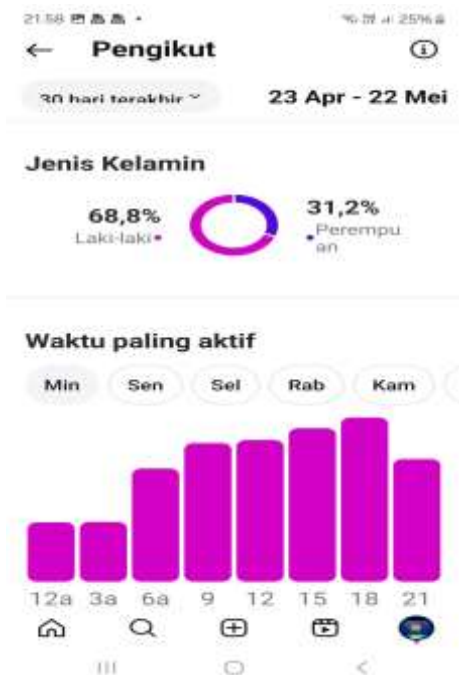 21.58
25%
Pengikut
30 hari terakhir
23 Apr - 22 Mei
Jenis Kelamin
68,8%
Laki-laki
31,2%
Perempu
an
Waktu paling aktif
Min Sen Sel Rab Kam
12a 3a 6a 9 12 15 18 21